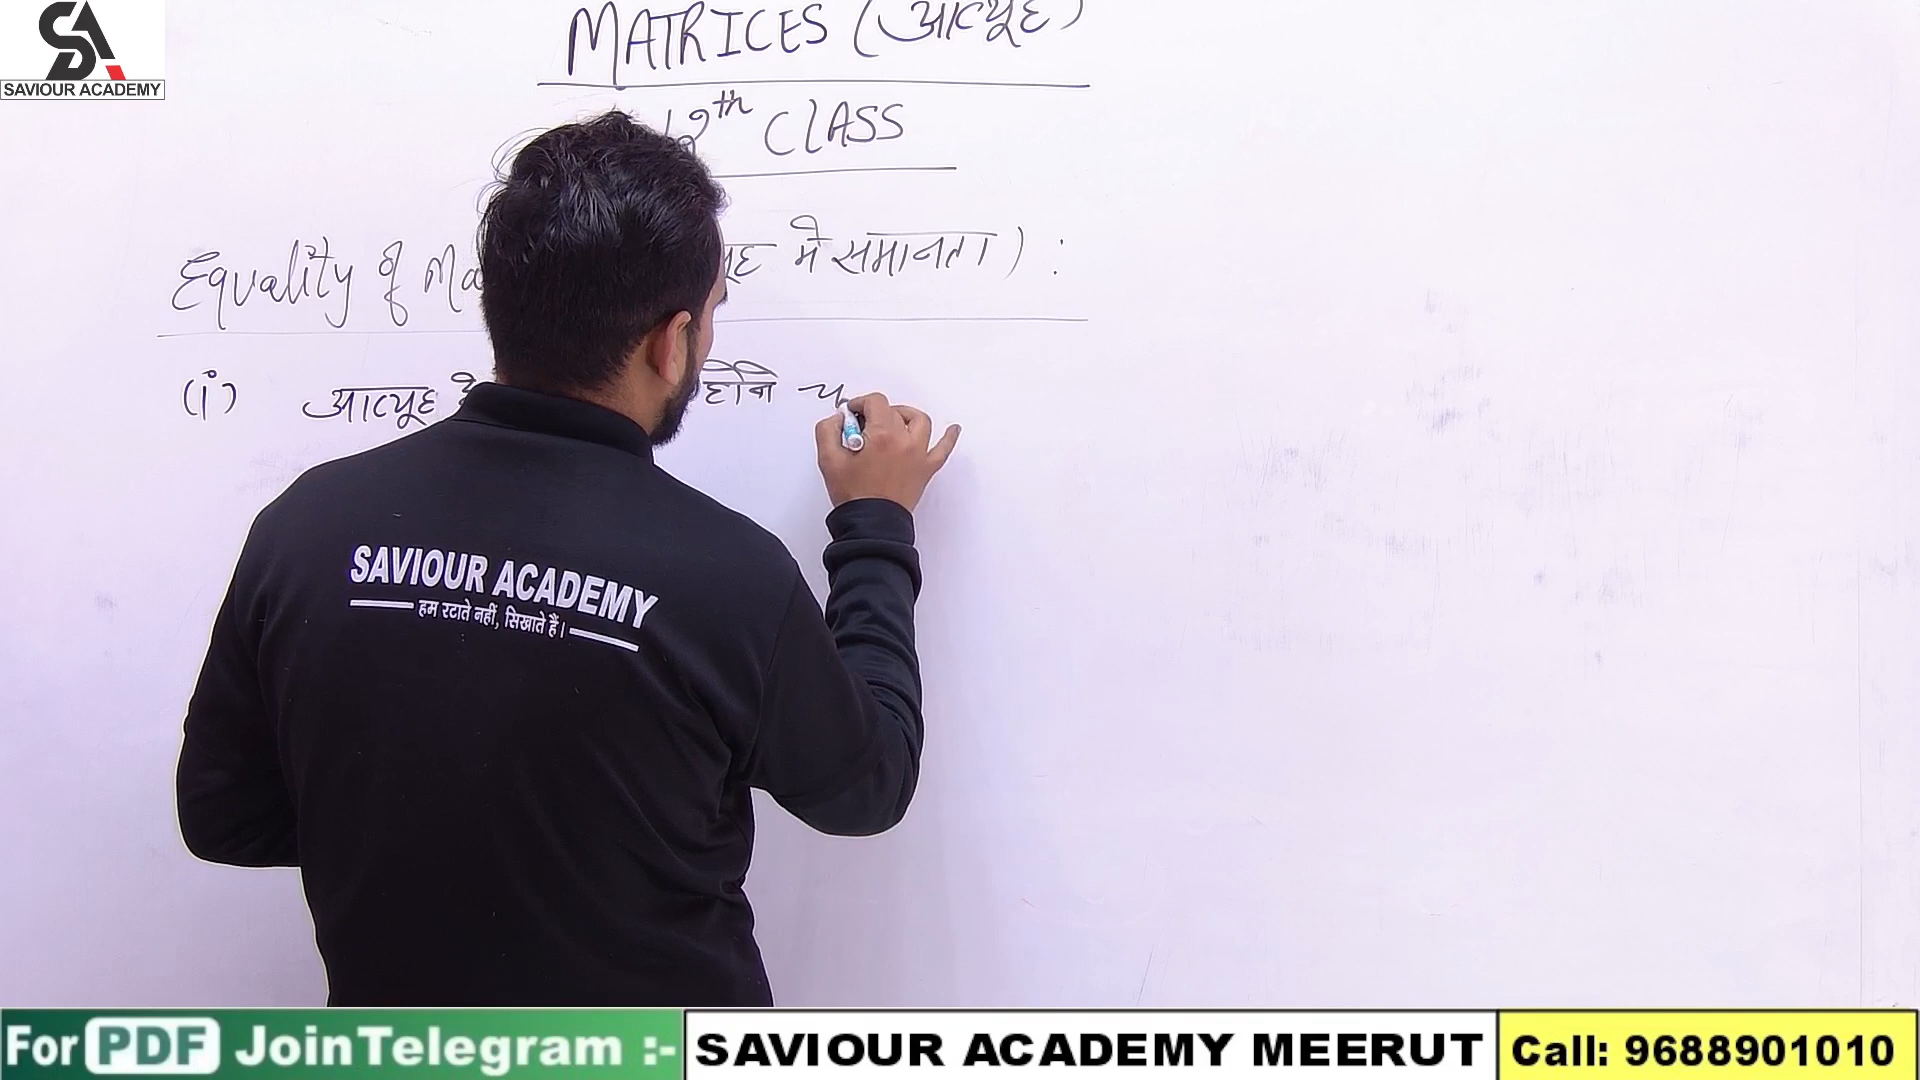 SA
SAVIOUR ACADEMY
MATRICES (आव्यूह)
12th CLASS
Equality of में समानता) :
(i) आव्यूह होने
SAVIOUR ACADEMY
हम रटाते नहीं, सिखाते हैं।
For PDF Join Telegram :- SAVIOUR ACADEMY MEERUT Call: 9688901010